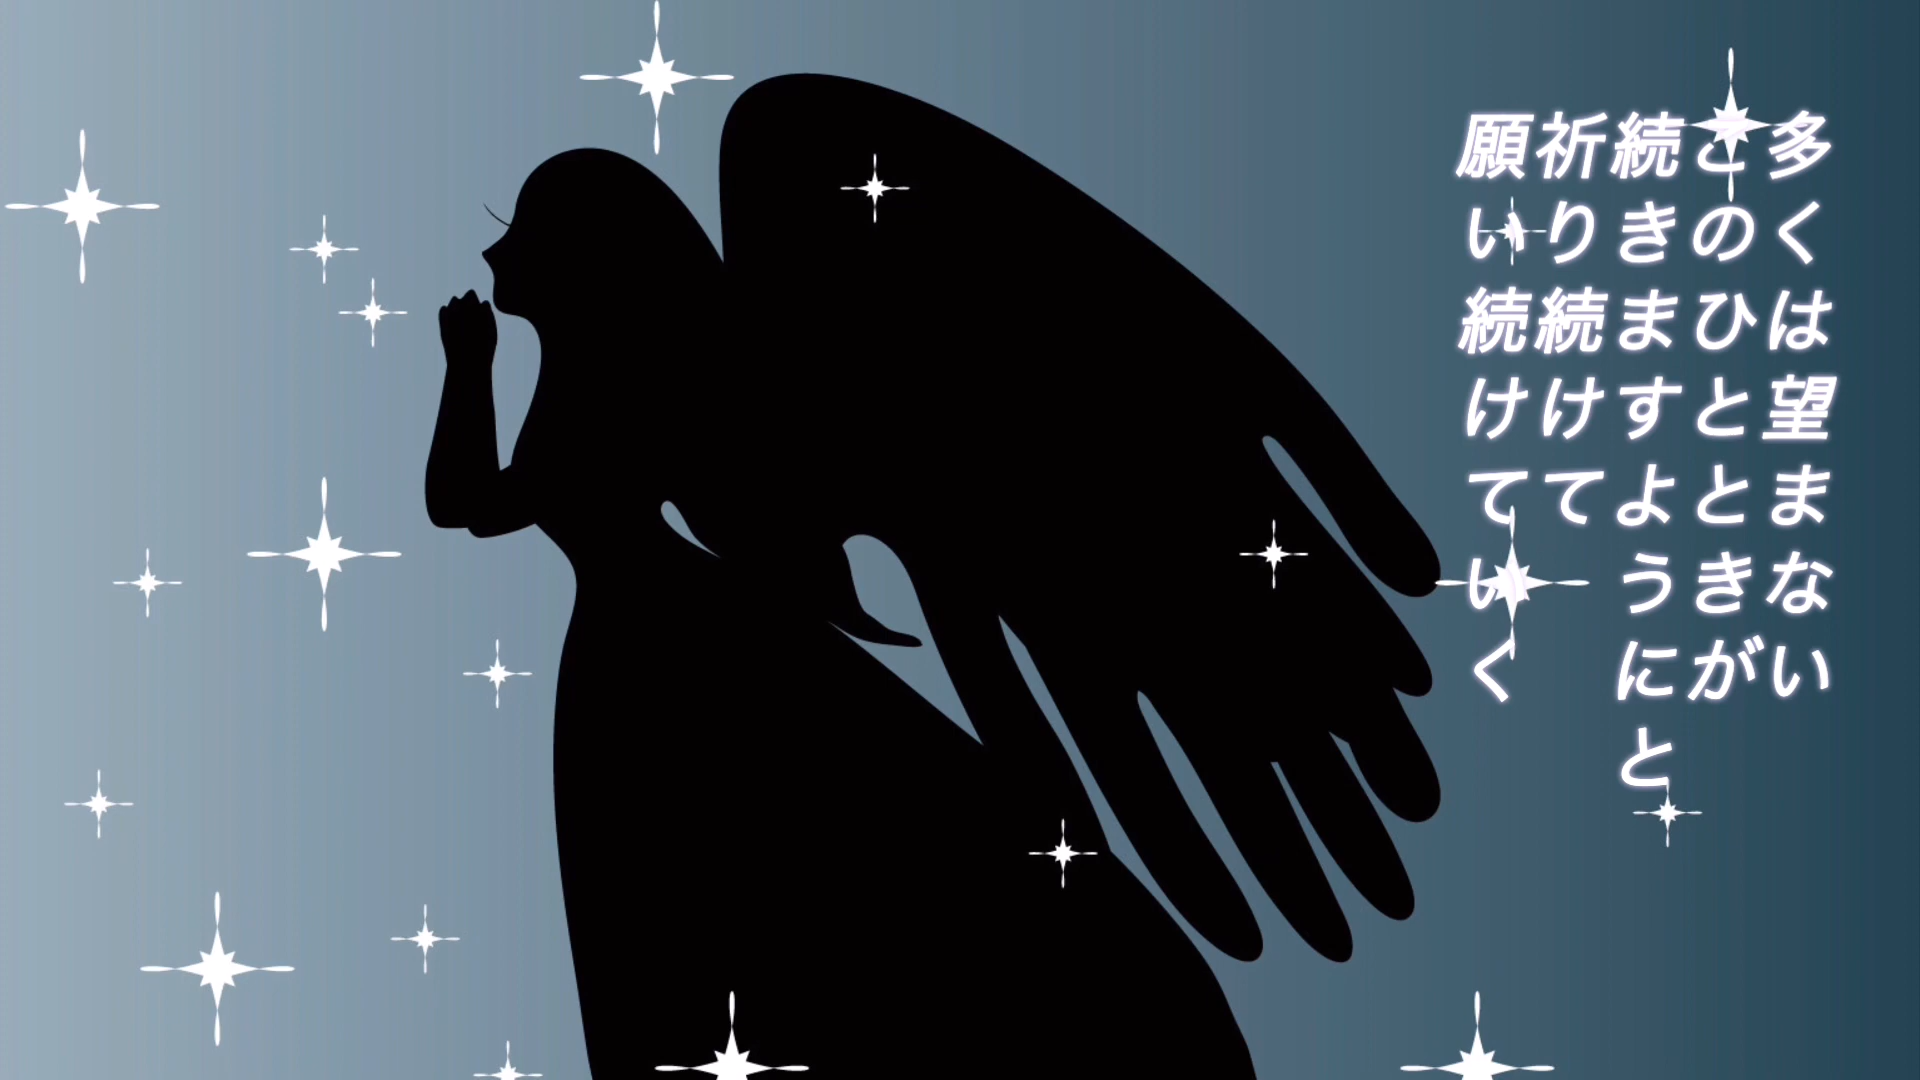 多くは望まない
このひとときが
続きますようにと
祈り続けて
願い続けていく